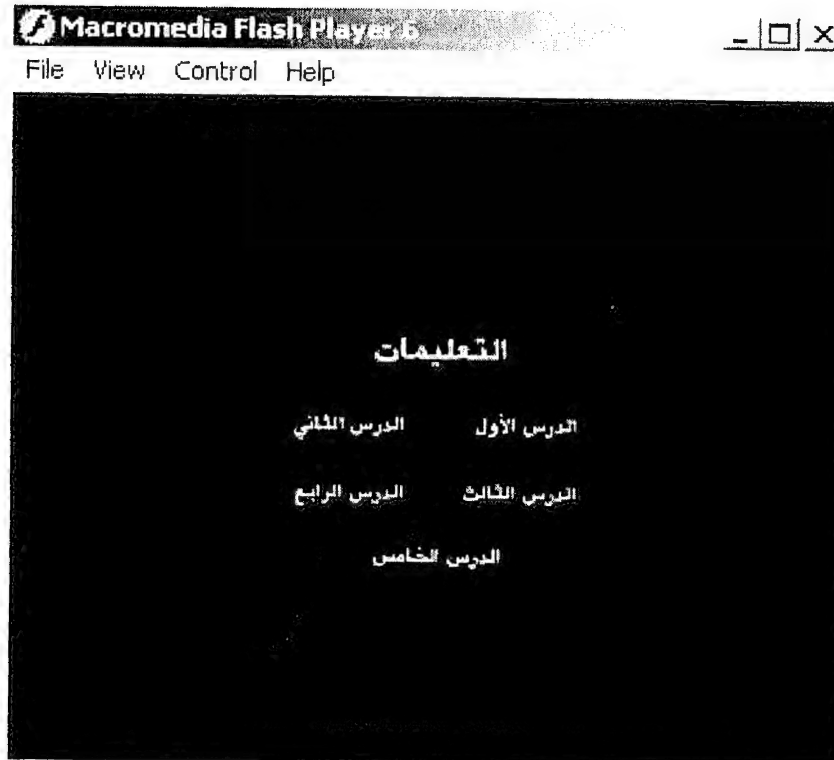 Macromedia Flash Player 6
File View Control Help
التعليمات
الدرس الأول الدرس الثاني
الدرس الثالث الدرس الرابع
الدرس الخامس